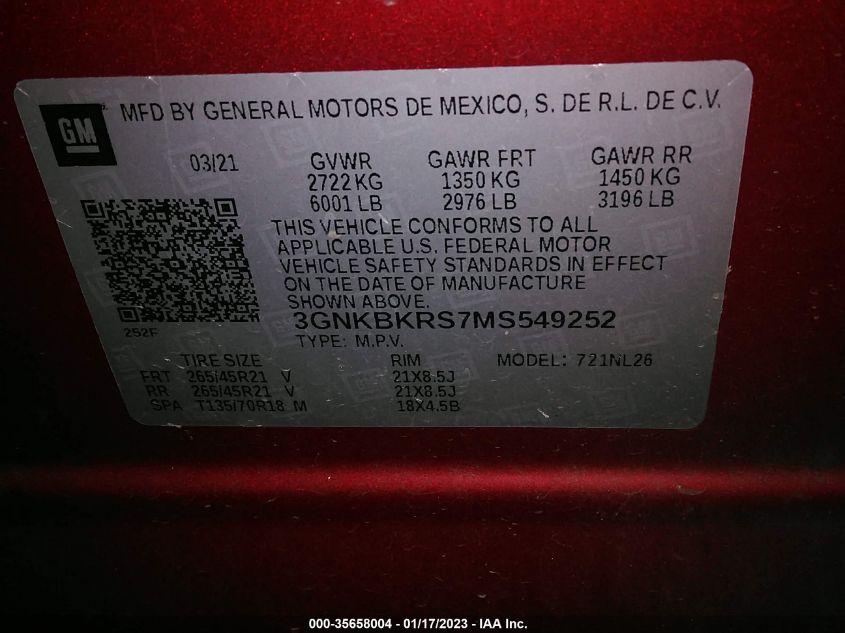 GM
MFD BY GENERAL MOTORS DE MEXICO, S. DE R.L. DE C.V.
03/21 GVWR GAWR FRT GAWR RR
2722 KG 1350 KG 1450 KG
6001 LB 2976 LB 3196 LB
THIS VEHICLE CONFORMS TO ALL
APPLICABLE U.S. FEDERAL MOTOR
VEHICLE SAFETY STANDARDS IN EFFECT
ON THE DATE OF MANUFACTURE
SHOWN ABOVE.
252F 3GNKBKRS7MS549252
TYPE: M.P.V.
TIRE SIZE RIM MODEL: 721NL26
FRT 265/45R21 V 21X8.5J
RR 265/45R21 V 21X8.5J
SPA T135/70R18 M 18X4.5B
000-35658004 - 01/17/2023 - IAA Inc.